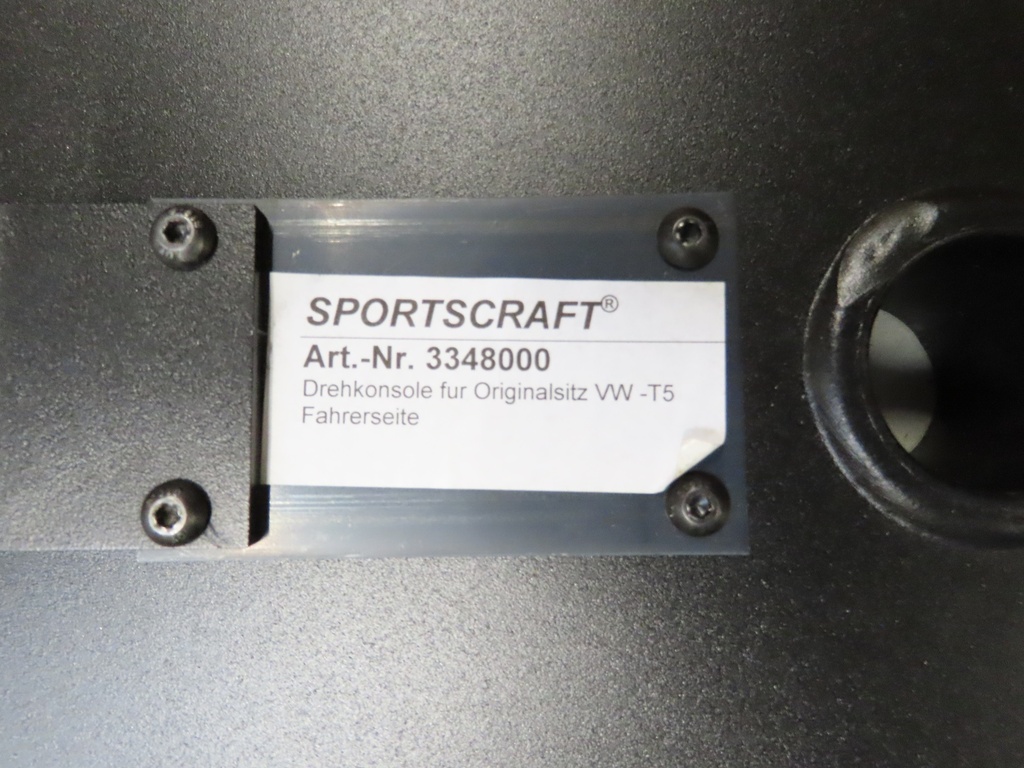 SPORTSCRAFT®
Art.-Nr. 3348000
Drehkonsole fur Originalsitz VW -T5
Fahrerseite